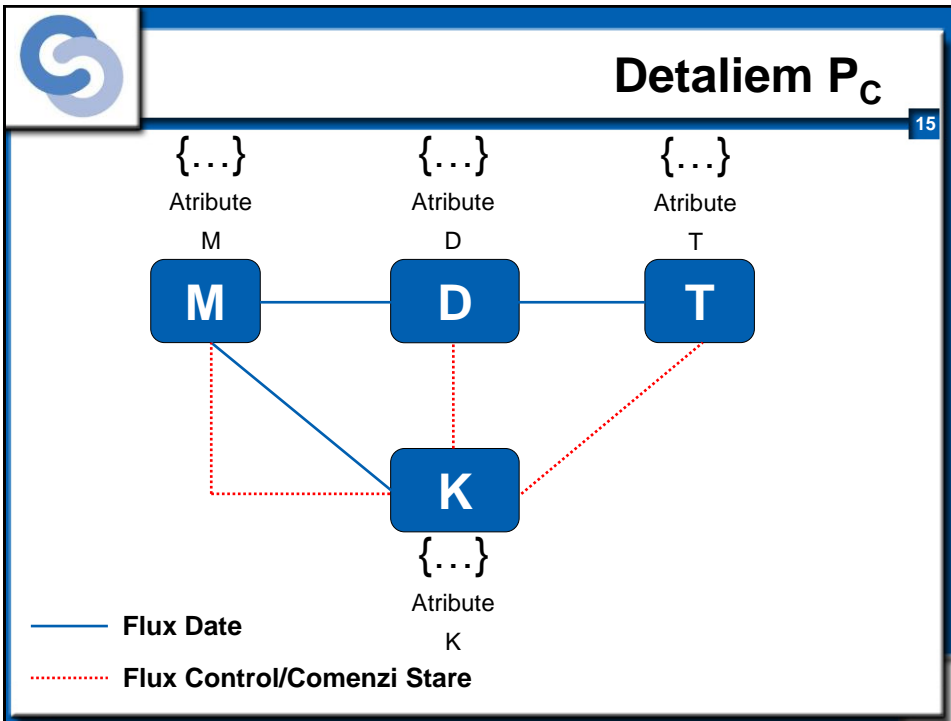 Detaliem PC
15
{...} {...} {...}
Atribute Atribute Atribute
M D T
M D T
K
{...}
Atribute
K
Flux Date
Flux Control/Comenzi Stare